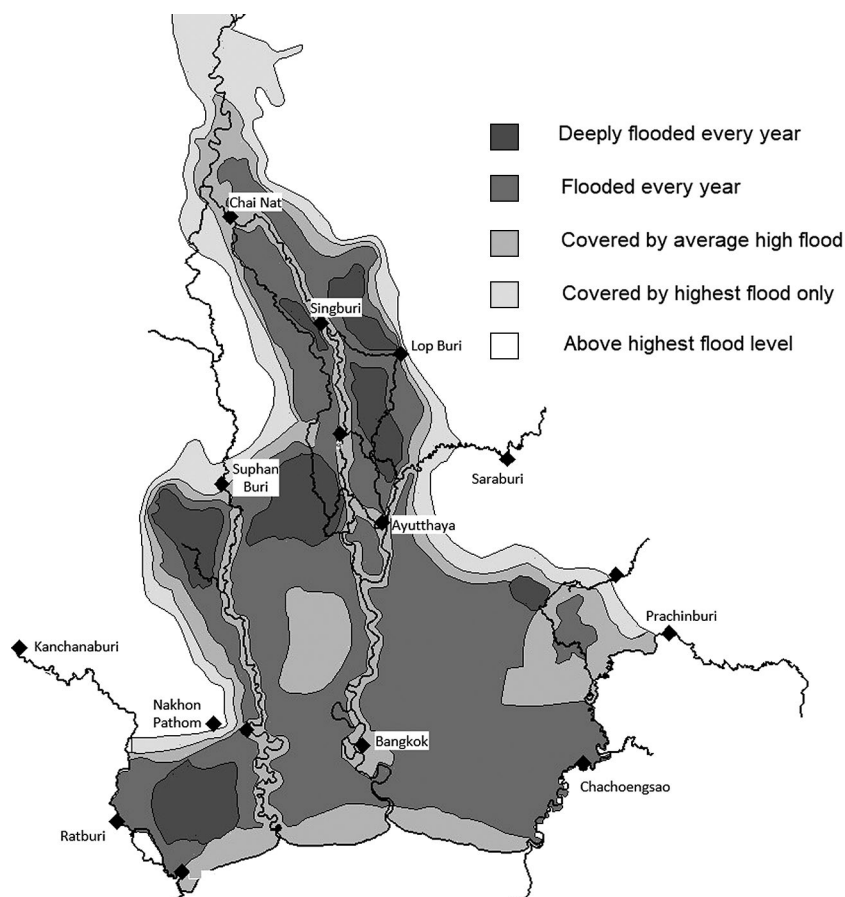 Deeply flooded every year
Flooded every year
Covered by average high flood
Covered by highest flood only
Above highest flood level
Chai Nat
Singburi
Lop Buri
Suphan
Buri
Saraburi
Ayutthaya
Prachinburi
Kanchanaburi
Nakhon
Pathom
Bangkok
Chachoengsao
Ratburi